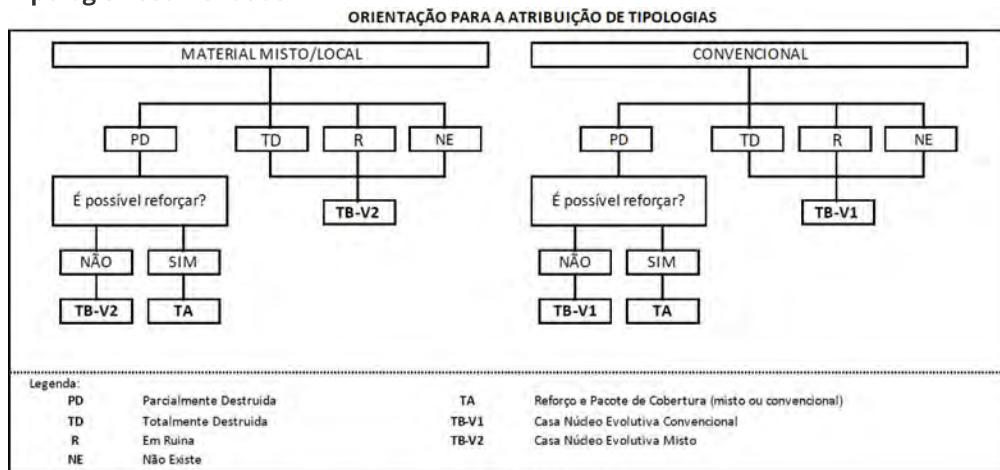 ORIENTAÇÃO PARA A ATRIBUIÇÃO DE TIPOLOGIAS
MATERIAL MISTO/LOCAL
PD TD R NE
É possível reforçar?
TB-V2
NÃO SIM
TB-V2 TA
CONVENCIONAL
PD TD R NE
É possível reforçar?
TB-V1
NÃO SIM
TB-V1 TA
Legenda:
PD Parcialmente Destruida
TD Totalmente Destruida
R Em Ruina
NE Não Existe
TA Reforço e Pacote de Cobertura (misto ou convencional)
TB-V1 Casa Núcleo Evolutiva Convencional
TB-V2 Casa Núcleo Evolutiva Misto